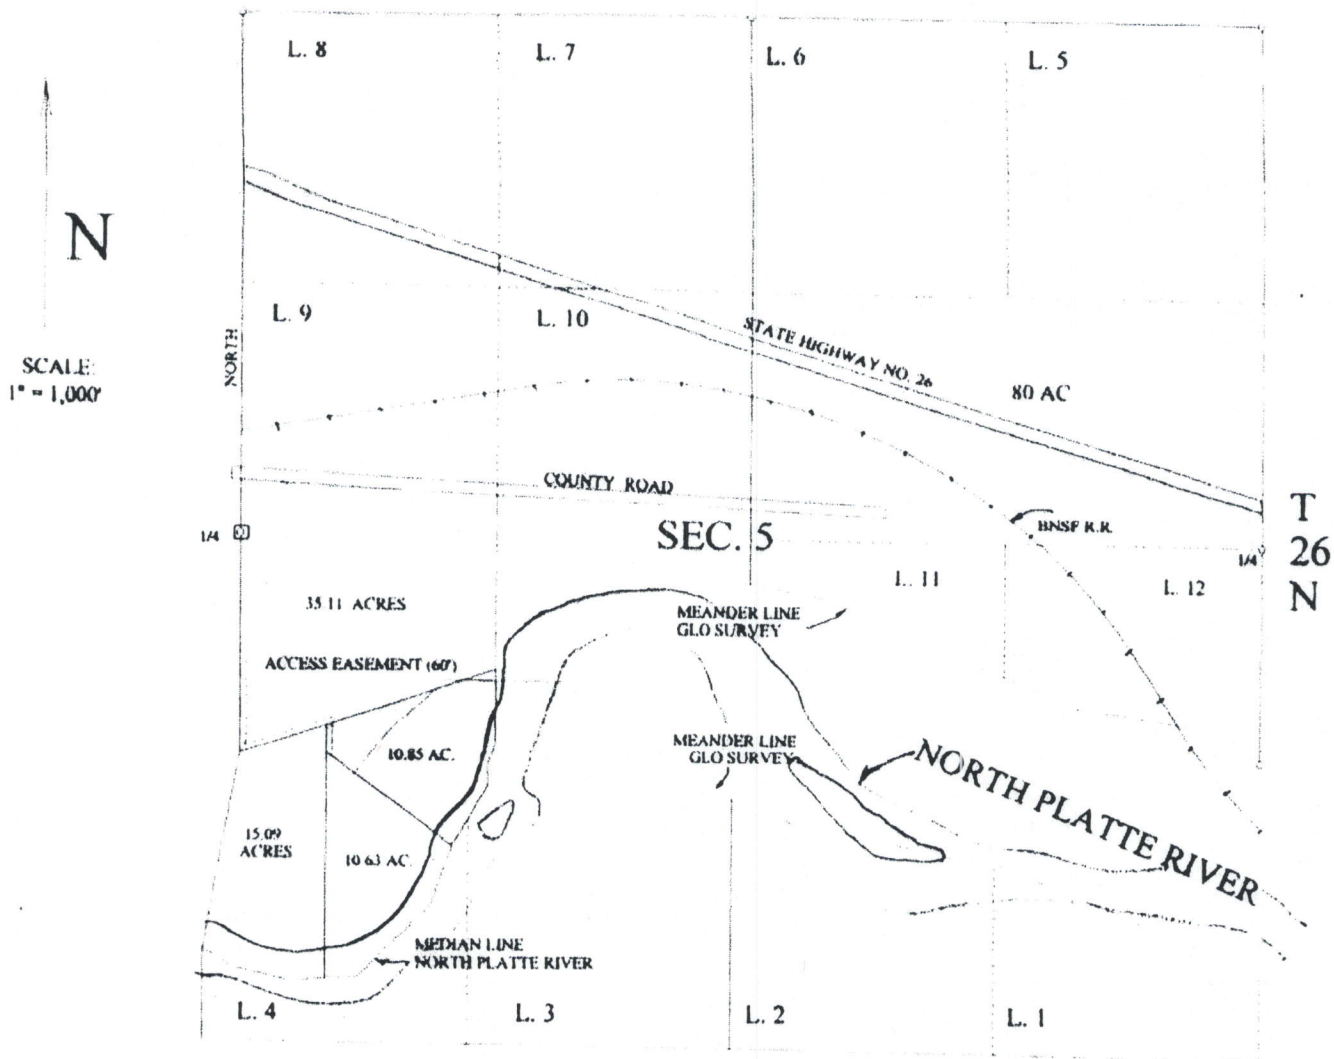 L. 8
L. 7
L. 6
L. 5
N
L. 9
L. 10
STATE HIGHWAY NO. 26
NORTH
SCALE:
1" = 1,000'
80 AC
COUNTY ROAD
T
26
N
BNSF R.R.
SEC. 5
1/4
1/4
L. 11
L. 12
35.11 ACRES
MEANDER LINE
GLO SURVEY
ACCESS EASEMENT (60')
10.85 AC.
MEANDER LINE
GLO SURVEY
NORTH PLATTE RIVER
15.09
ACRES
10.63 AC.
MEDIAN LINE
NORTH PLATTE RIVER
L. 4
L. 3
L. 2
L. 1